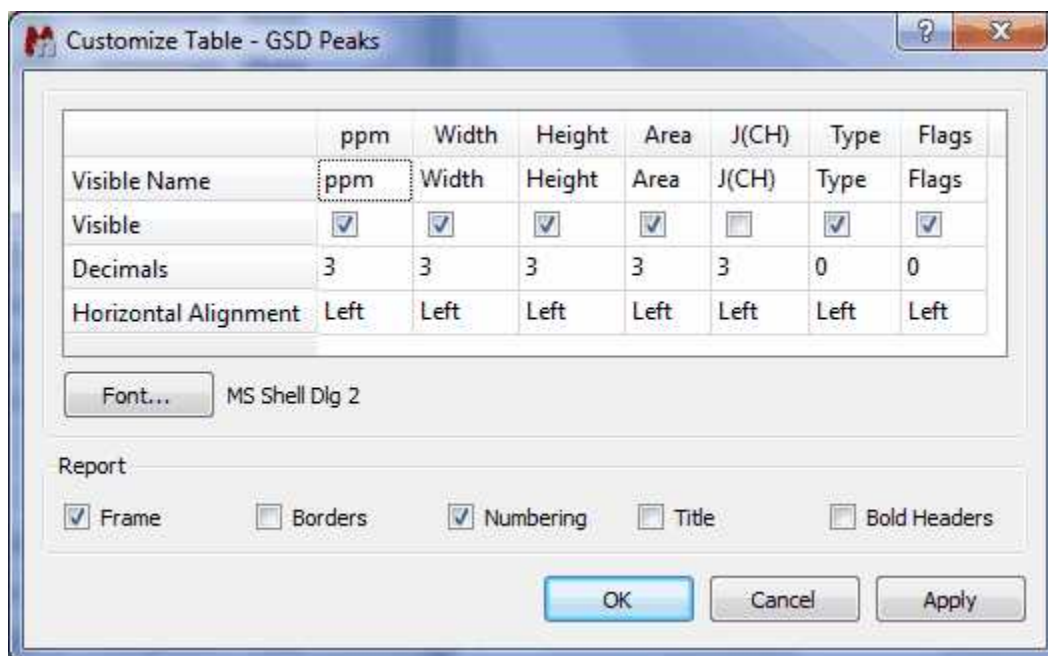 Customize Table - GSD Peaks
ppm Width Height Area J(CH) Type Flags
Visible Name ppm Width Height Area J(CH) Type Flags
Visible
Decimals 3 3 3 3 3 0 0
Horizontal Alignment Left Left Left Left Left Left Left
Font... MS Shell Dlg 2
Report
Frame Borders Numbering Title Bold Headers
OK Cancel Apply